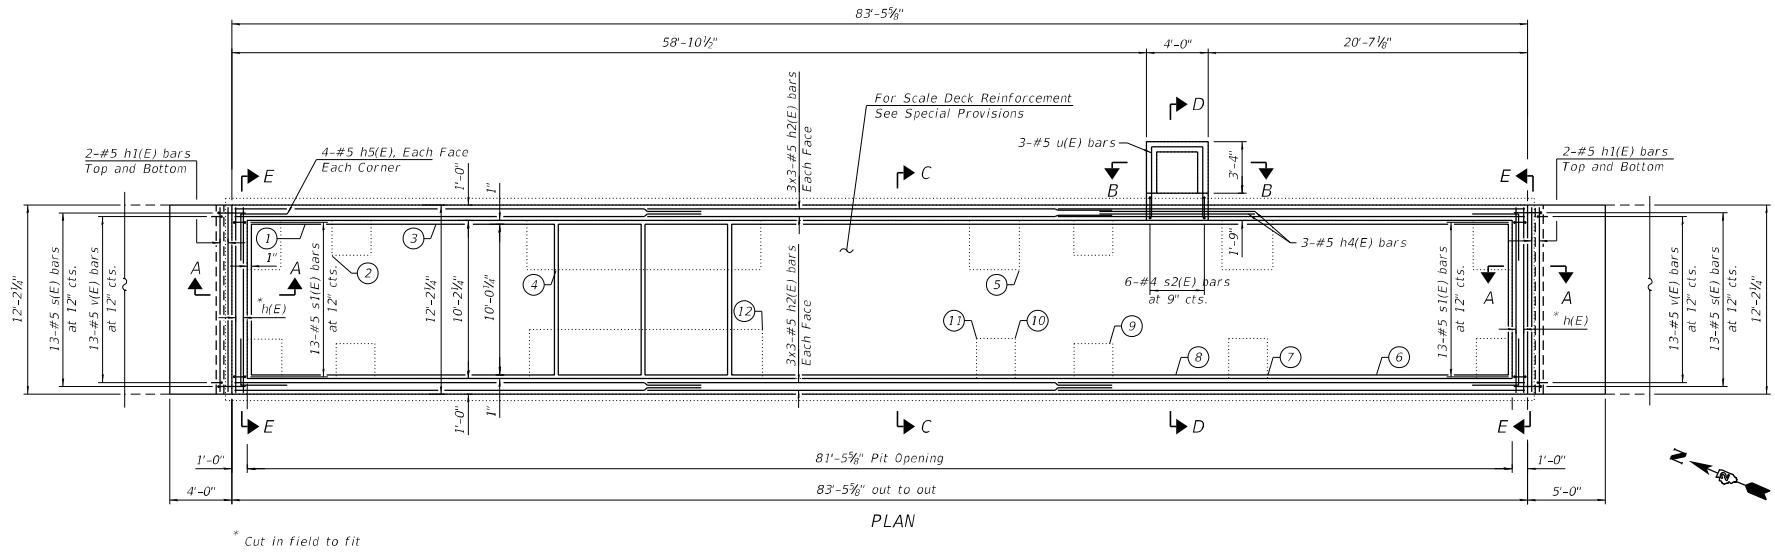 83'-5⅝"
58'-10½"
4'-0"
20'-7⅛"
For Scale Deck Reinforcement
See Special Provisions
3x3-#5 h2(E) bars
Each Face
D
3-#5 u(E) bars
3'-4"
B
B
2-#5 h1(E) bars
Top and Bottom
4-#5 h5(E), Each Face
Each Corner
2-#5 h1(E) bars
Top and Bottom
E
1'-0"
1"
C
E
12'-2¼"
13-#5 s(E) bars
at 12" cts.
13-#5 v(E) bars
at 12" cts.
A
A
1"
* h(E)
1
2
3
13-#5 s1(E) bars
at 12" cts.
12'-2¼"
10'-2¼"
10'-0¼"
4
12
3x3-#5 h2(E) bars
Each Face
5
11
10
9
6-#4 s2(E) bars
at 9" cts.
1'-9"
3-#5 h4(E) bars
8
7
6
13-#5 s1(E) bars
at 12" cts.
A
A
* h(E)
13-#5 v(E) bars
at 12" cts.
13-#5 s(E) bars
at 12" cts.
12'-2¼"
E
1'-0"
1"
C
D
E
1'-0"
81'-5⅝" Pit Opening
1'-0"
4'-0"
83'-5⅝" out to out
5'-0"
N
PLAN
* Cut in field to fit